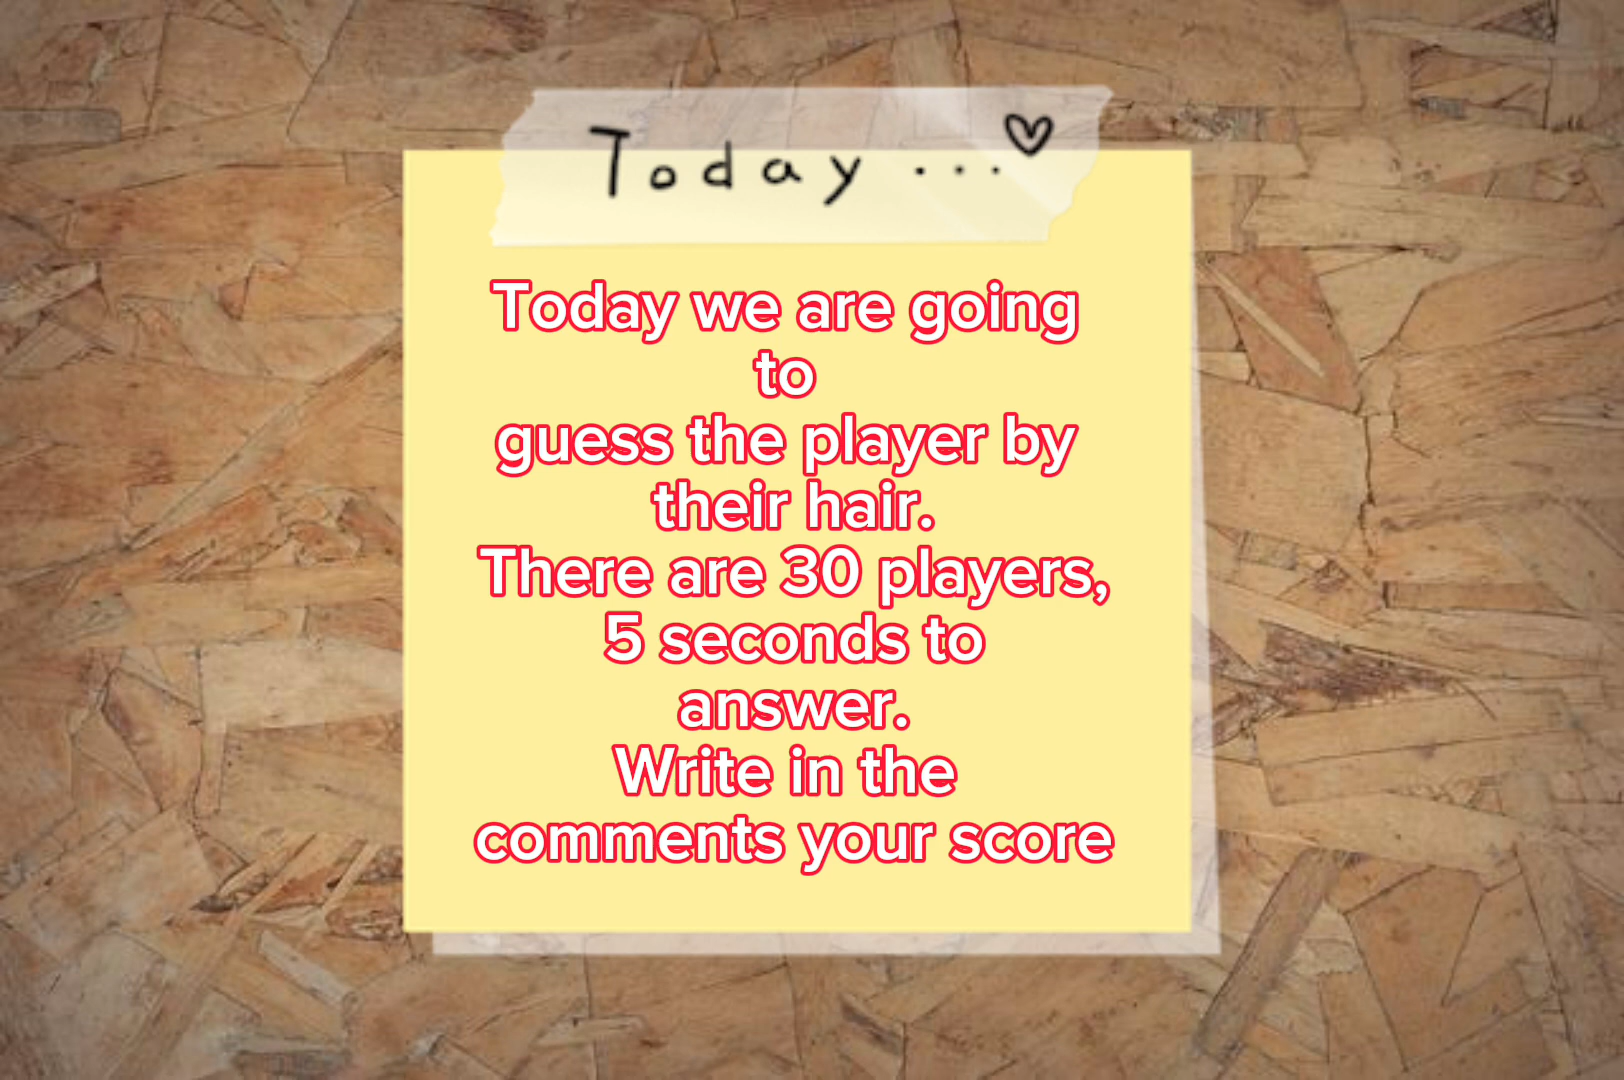 Today ...
Today we are going
to
guess the player by
their hair.
There are 30 players,
5 seconds to
answer.
Write in the
comments your score